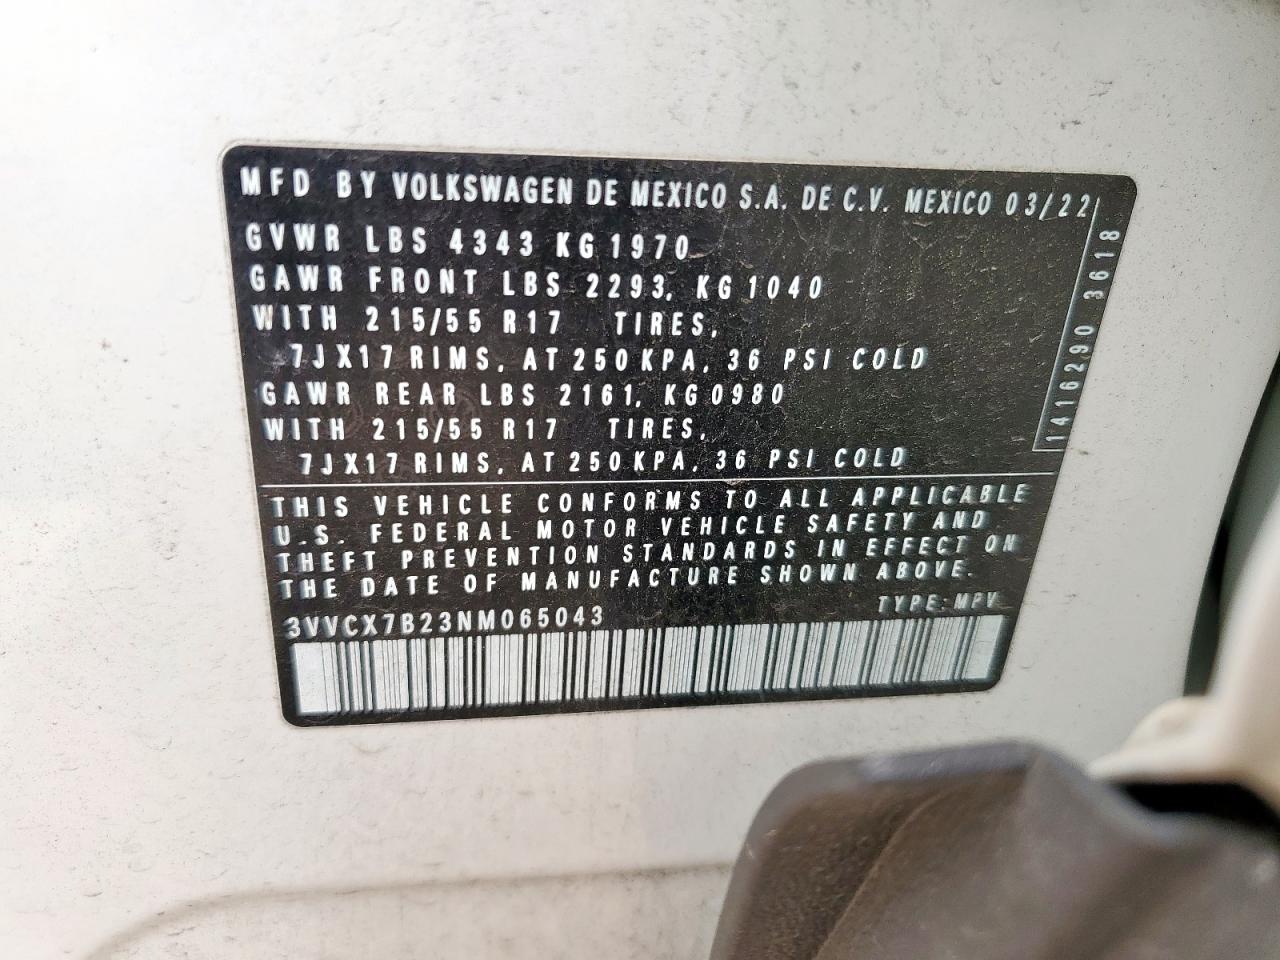 MFD BY VOLKSWAGEN DE MEXICO S.A. DE C.V. MEXICO 03/22
GVWR LBS 4343 KG 1970
GAWR FRONT LBS 2293, KG 1040
WITH 215/55 R17 TIRES,
7JX17 RIMS, AT 250 KPA, 36 PSI COLD
GAWR REAR LBS 2161, KG 0980
WITH 215/55 R17 TIRES,
7JX17 RIMS, AT 250 KPA, 36 PSI COLD
1416290 3618
THIS VEHICLE CONFORMS TO ALL APPLICABLE
U.S. FEDERAL MOTOR VEHICLE SAFETY AND
THEFT PREVENTION STANDARDS IN EFFECT ON
THE DATE OF MANUFACTURE SHOWN ABOVE.
3VVCX7B23NM065043 TYPE: MPV